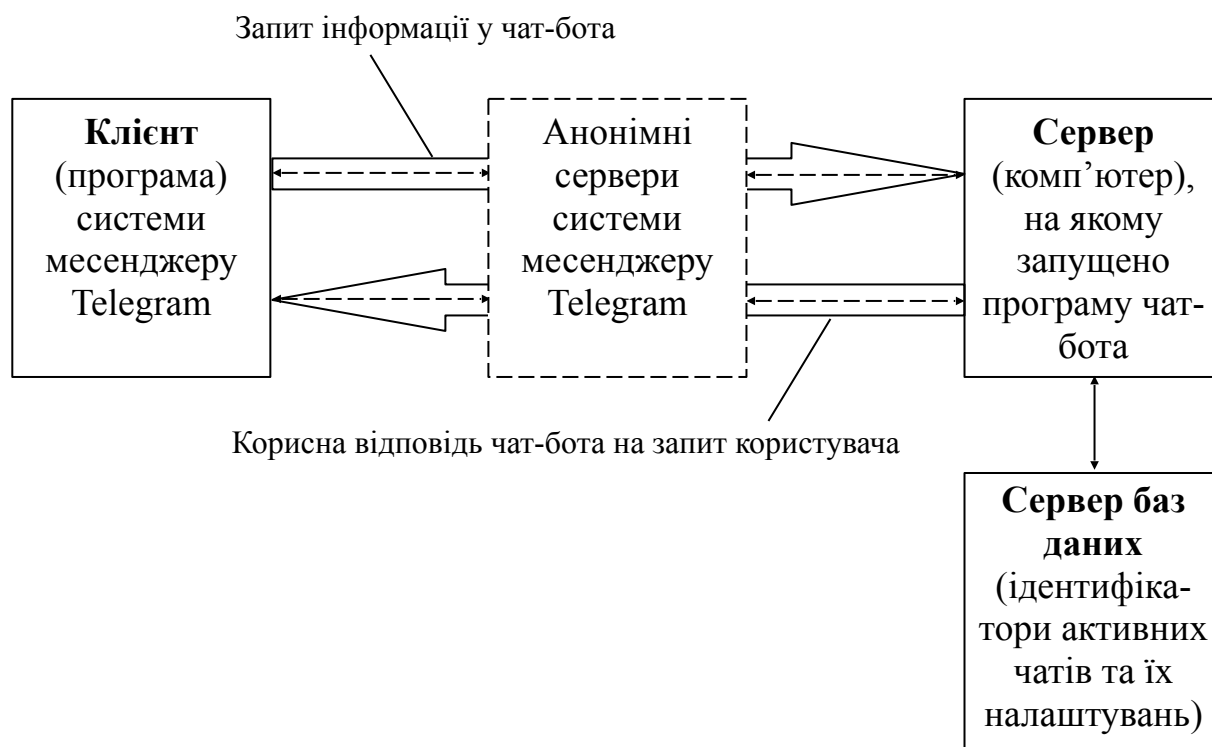 Запит інформації у чат-бота
Клієнт
(програма)
системи
месенджеру
Telegram
Анонімні
сервери
системи
месенджеру
Telegram
Сервер
(комп’ютер),
на якому
запущено
програму чат-
бота
Корисна відповідь чат-бота на запит користувача
Сервер баз
даних
(ідентифіка-
тори активних
чатів та їх
налаштувань)